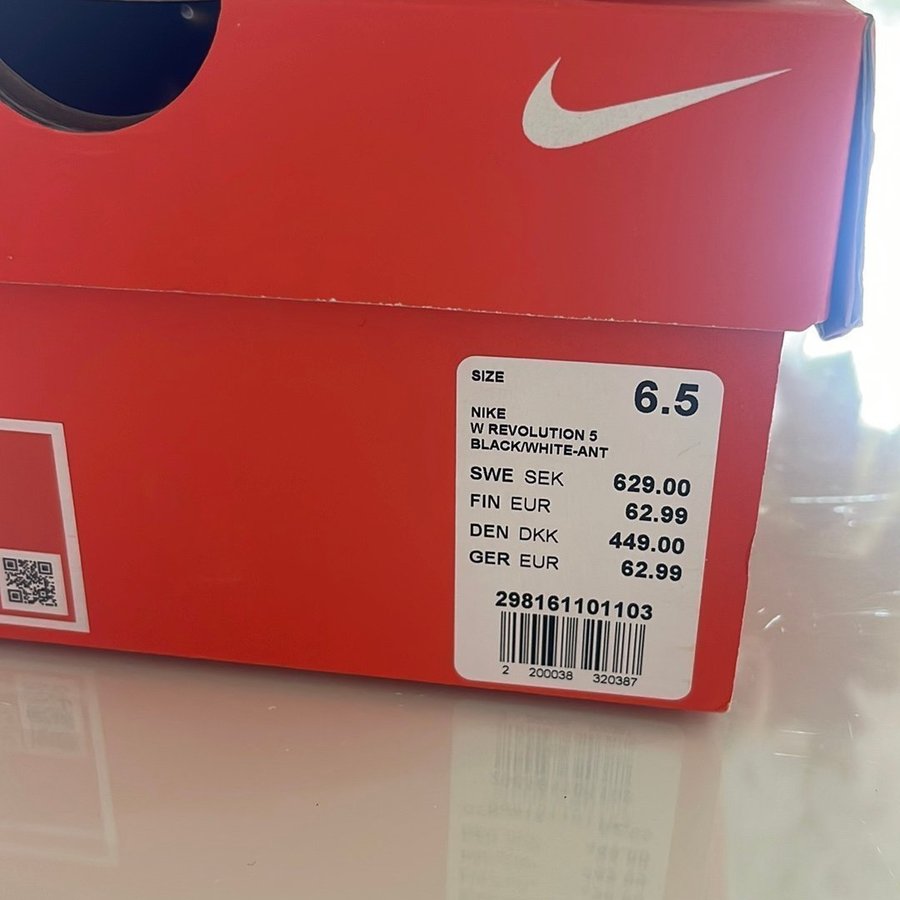 SIZE 6.5
NIKE
W REVOLUTION 5
BLACK/WHITE-ANT
SWE SEK 629.00
FIN EUR 62.99
DEN DKK 449.00
GER EUR 62.99
298161101103
2 200038 320387